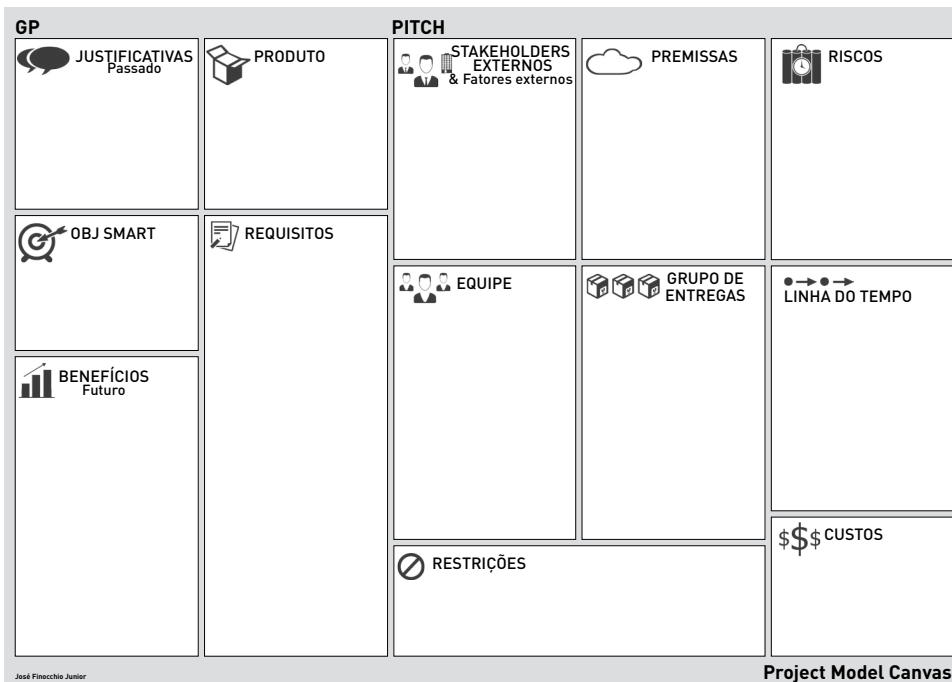 GP
PITCH
JUSTIFICATIVAS
Passado
PRODUTO
STAKEHOLDERS
EXTERNOS
& Fatores externos
PREMISSAS
RISCOS
OBJ SMART
REQUISITOS
EQUIPE
GRUPO DE
ENTREGAS
LINHA DO TEMPO
BENEFÍCIOS
Futuro
RESTRIÇÕES
$$$ CUSTOS
José Finocchio Junior
Project Model Canvas